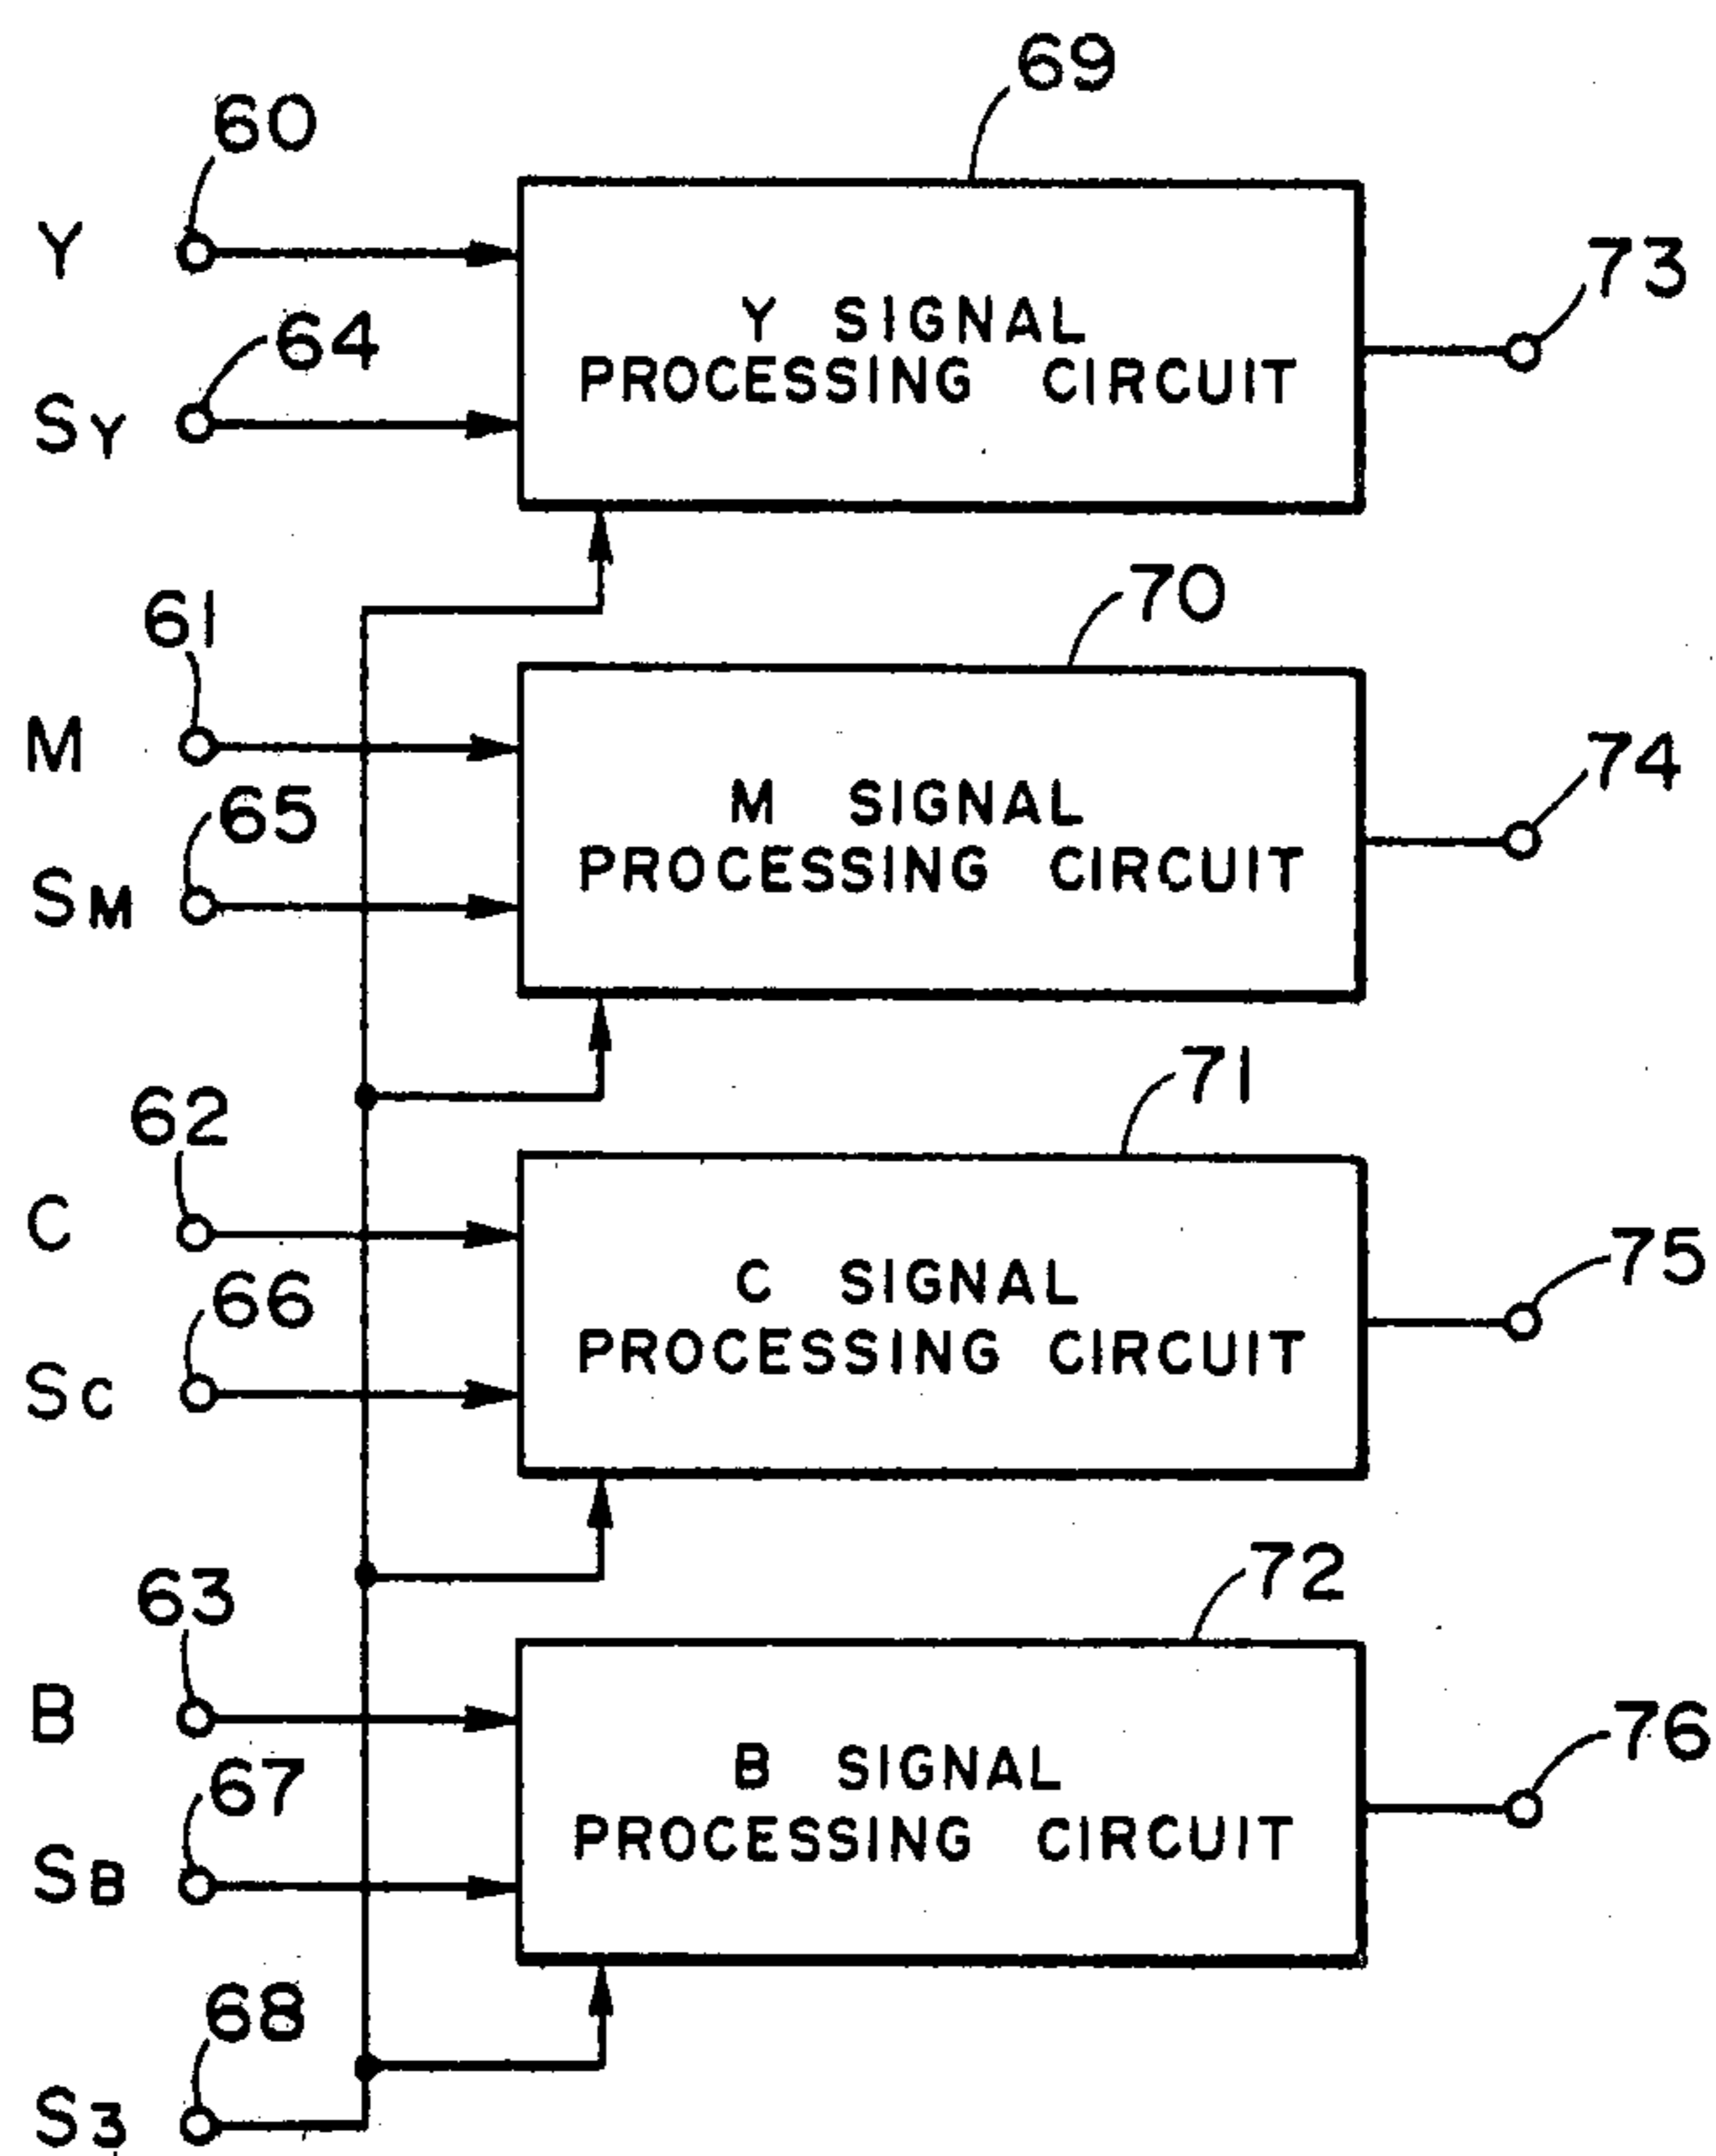 69
60
Y
Y SIGNAL
PROCESSING CIRCUIT
73
64
SY
61
70
M
M SIGNAL
PROCESSING CIRCUIT
74
65
SM
62
71
C
C SIGNAL
PROCESSING CIRCUIT
75
66
SC
63
72
B
B SIGNAL
PROCESSING CIRCUIT
76
67
SB
68
S3